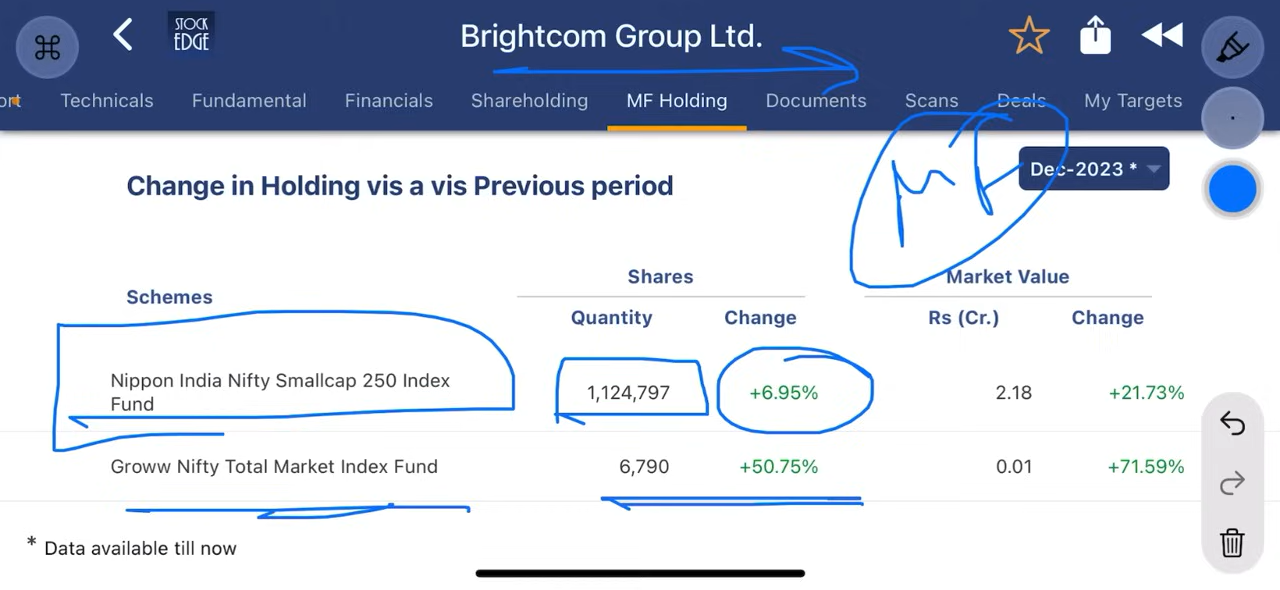 STOCK
EDGE
Brightcom Group Ltd.
Technicals Fundamental Financials Shareholding MF Holding Documents Scans Deals My Targets
Change in Holding vis a vis Previous period
MF
Dec-2023 *
Schemes Shares Market Value
Quantity Change Rs (Cr.) Change
Nippon India Nifty Smallcap 250 Index
Fund 1,124,797 +6.95% 2.18 +21.73%
Groww Nifty Total Market Index Fund 6,790 +50.75% 0.01 +71.59%
* Data available till now